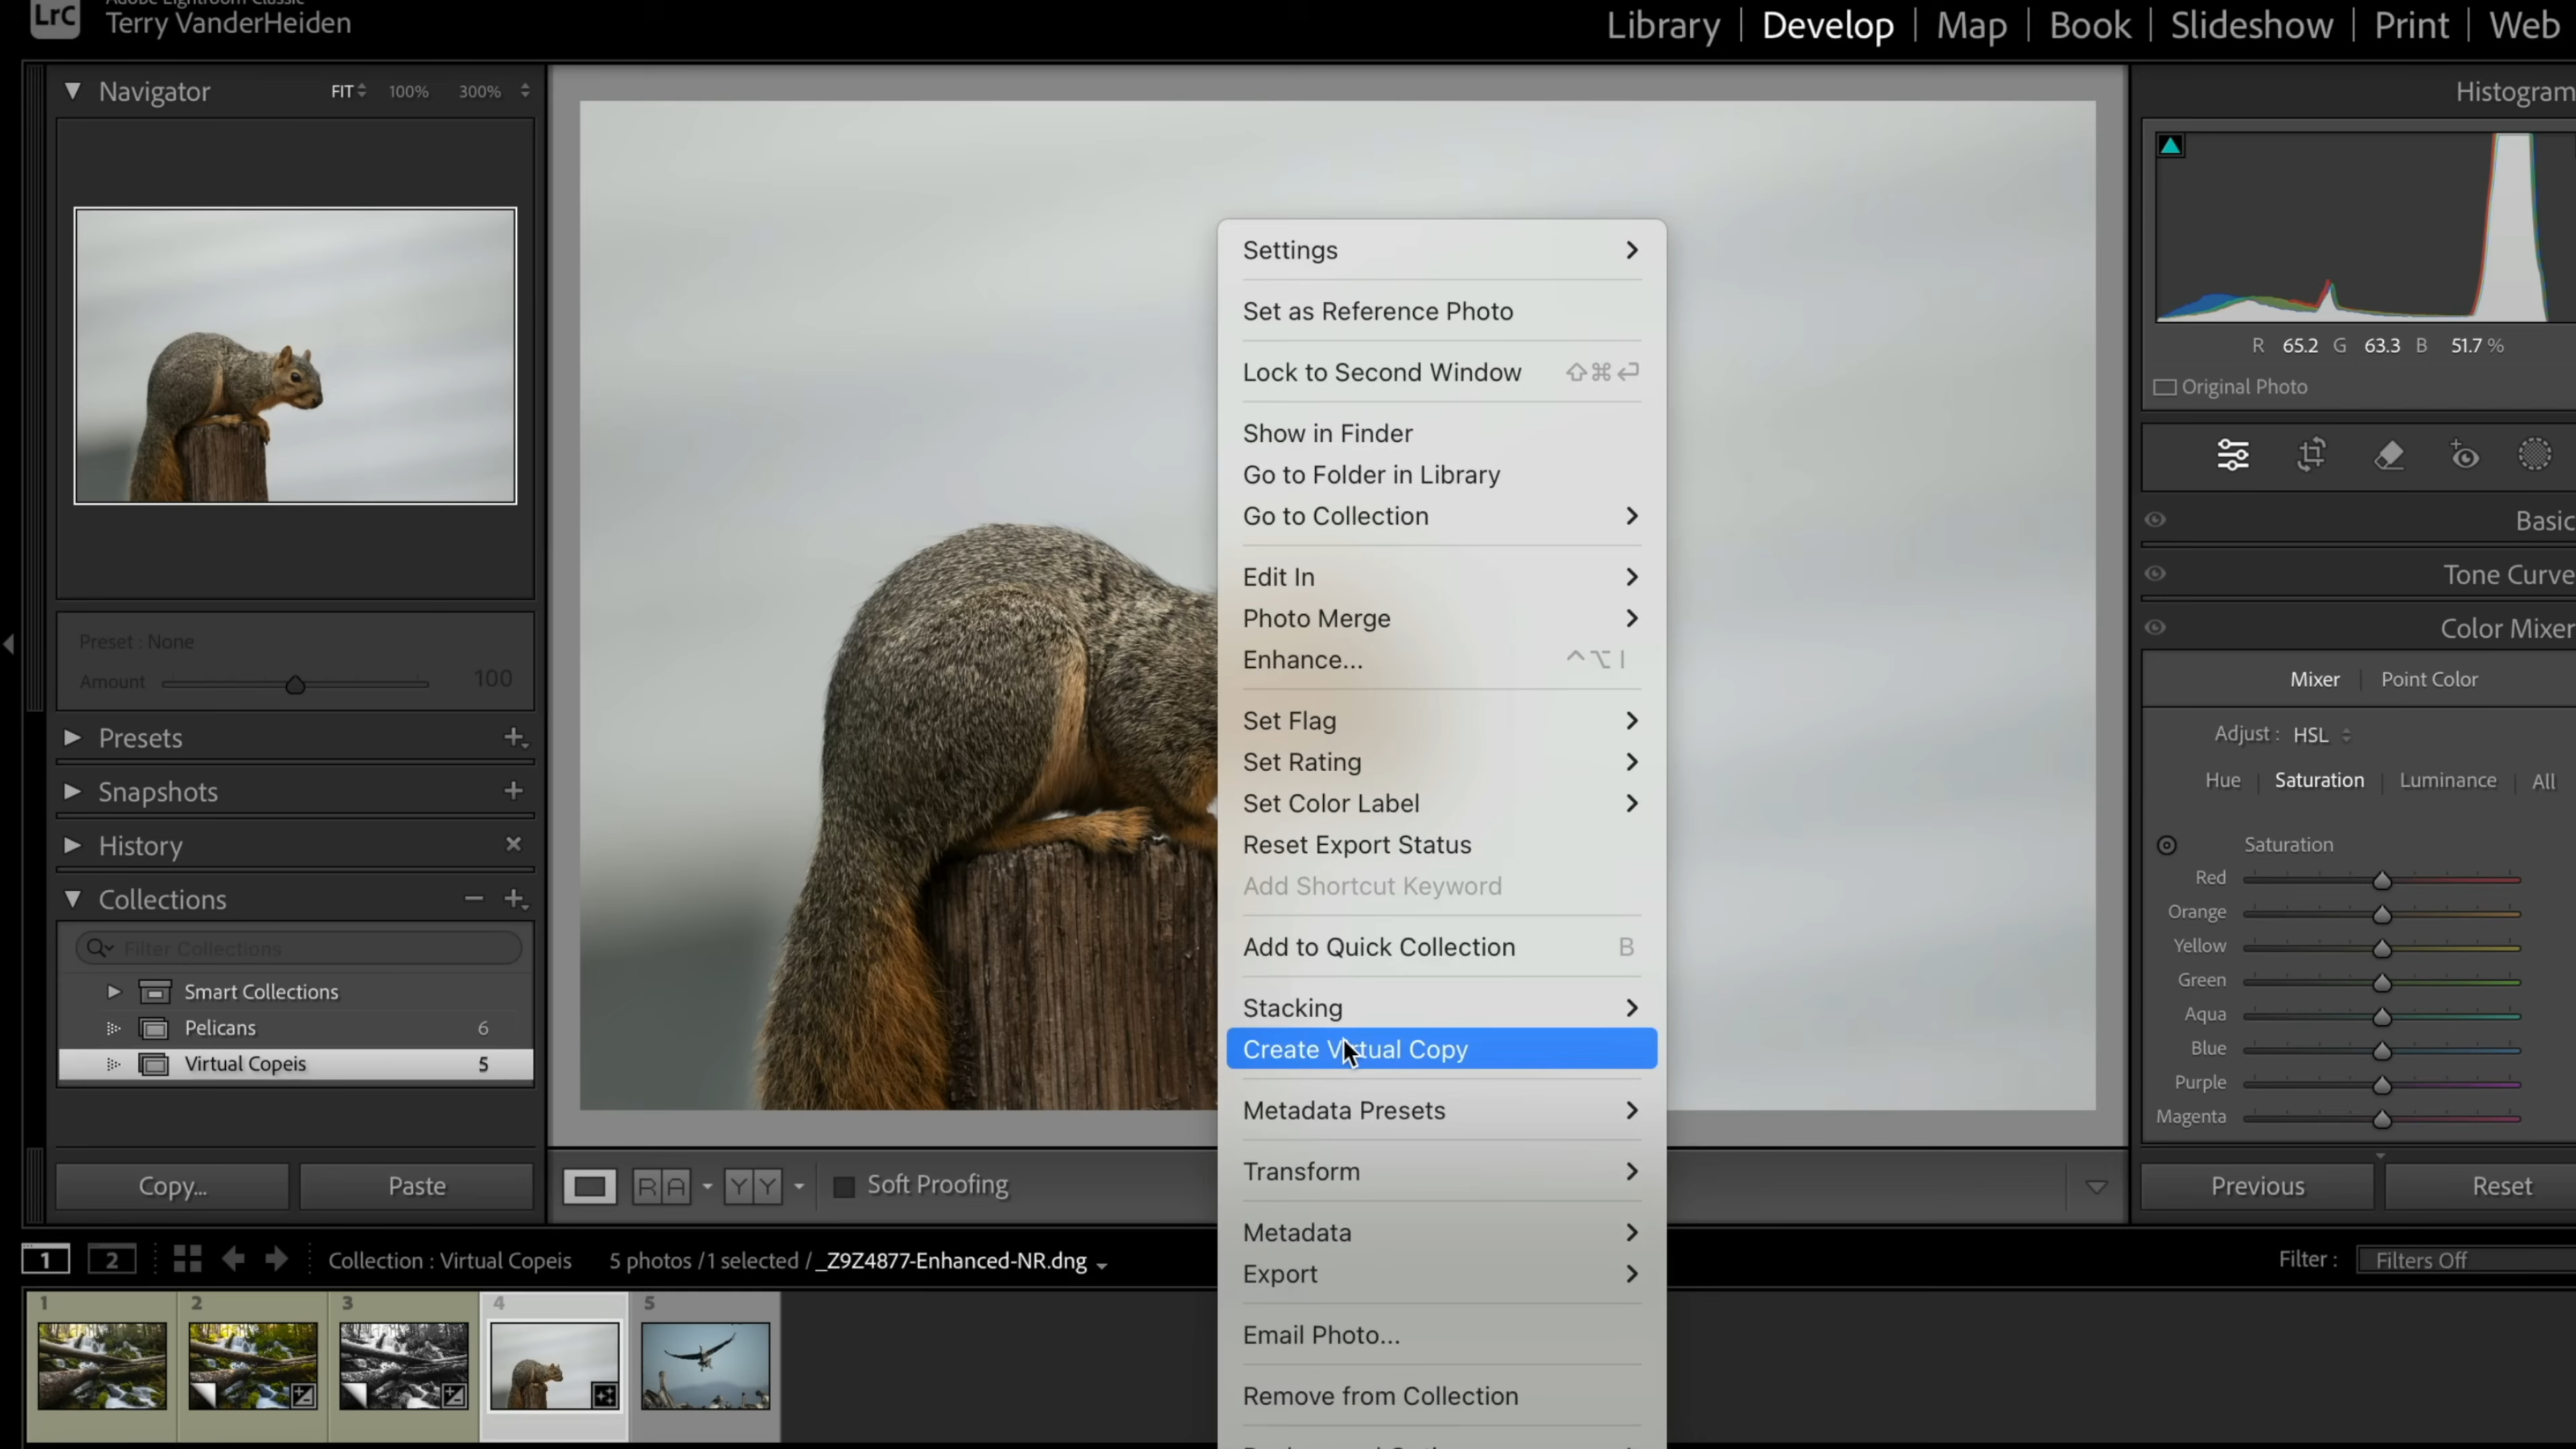 LrC
Adobe Lightroom Classic
Terry VanderHeiden
Library | Develop | Map | Book | Slideshow | Print | Web
Navigator FIT 100% 300%
Preset : None
Amount 100
Presets
Snapshots
History
Collections
Filter Collections
Smart Collections
Pelicans 6
Virtual Copeis 5
Copy... Paste
Settings
Set as Reference Photo
Lock to Second Window ⇧⌘↩
Show in Finder
Go to Folder in Library
Go to Collection
Edit In
Photo Merge
Enhance... ^⌥I
Set Flag
Set Rating
Set Color Label
Reset Export Status
Add Shortcut Keyword
Add to Quick Collection B
Stacking
Create Virtual Copy
Metadata Presets
Transform
Metadata
Export
Email Photo...
Remove from Collection
RA YY Soft Proofing
Histogram
R 65.2 G 63.3 B 51.7 %
Original Photo
Basic
Tone Curve
Color Mixer
Mixer | Point Color
Adjust : HSL
Hue | Saturation | Luminance | All
Saturation
Red
Orange
Yellow
Green
Aqua
Blue
Purple
Magenta
Previous Reset
1 2 Collection : Virtual Copeis 5 photos /1 selected / _Z9Z4877-Enhanced-NR.dng
Filter : Filters Off
1 2 3 4 5